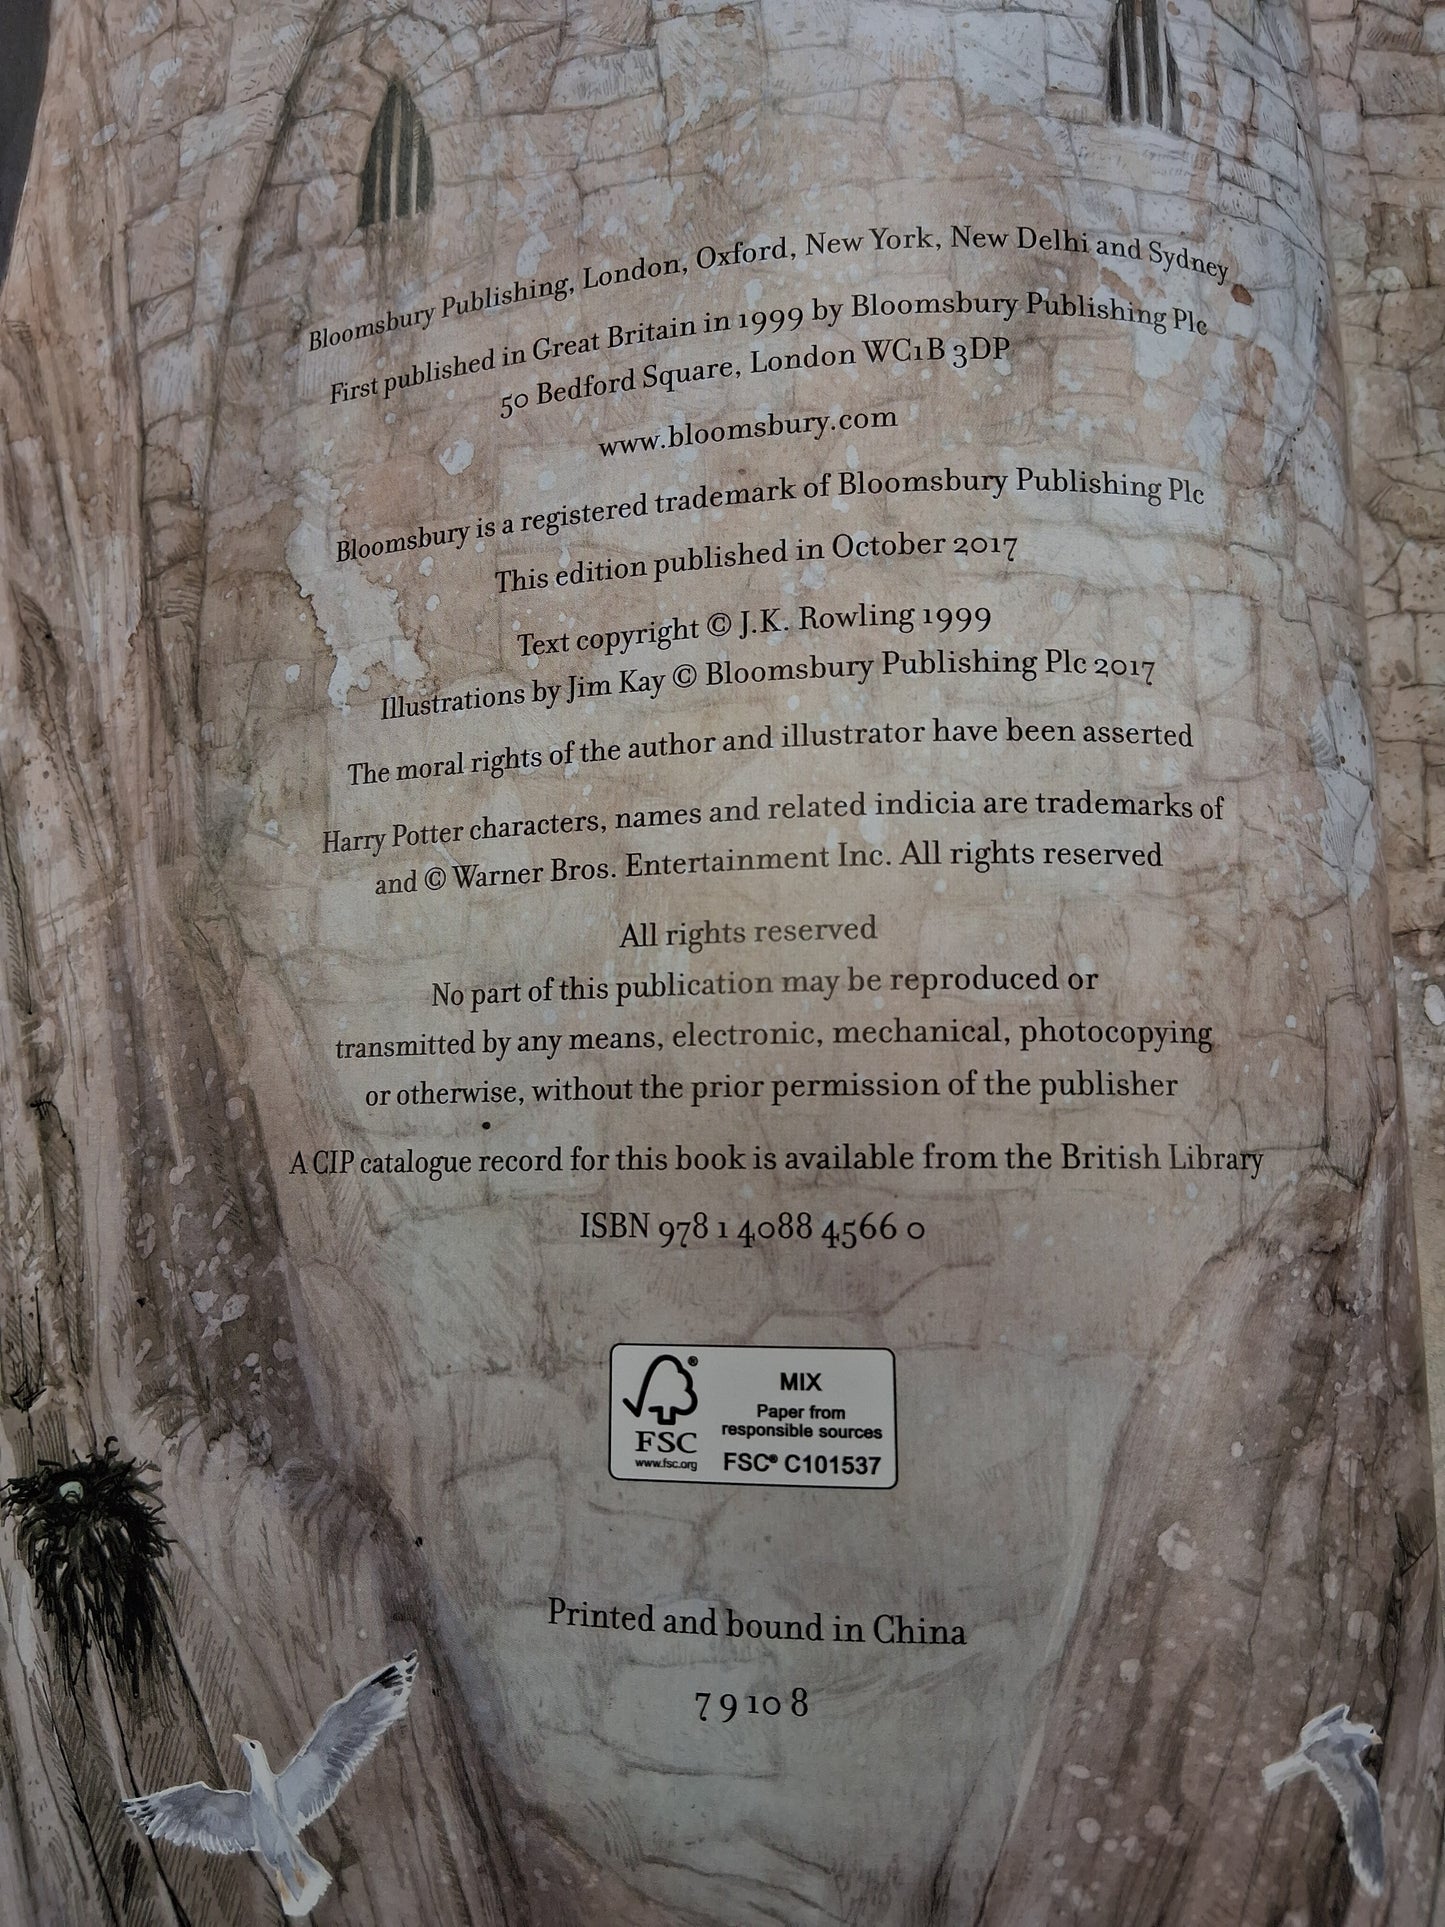 Bloomsbury Publishing, London, Oxford, New York, New Delhi and Sydney
First published in Great Britain in 1999 by Bloomsbury Publishing Plc
50 Bedford Square, London WC1B 3DP
www.bloomsbury.com
Bloomsbury is a registered trademark of Bloomsbury Publishing Plc
This edition published in October 2017
Text copyright © J.K. Rowling 1999
Illustrations by Jim Kay © Bloomsbury Publishing Plc 2017
The moral rights of the author and illustrator have been asserted
Harry Potter characters, names and related indicia are trademarks of
and © Warner Bros. Entertainment Inc. All rights reserved
All rights reserved
No part of this publication may be reproduced or
transmitted by any means, electronic, mechanical, photocopying
or otherwise, without the prior permission of the publisher
A CIP catalogue record for this book is available from the British Library
ISBN 978 1 4088 4566 0
®
FSC
www.fsc.org
MIX
Paper from
responsible sources
FSC® C101537
Printed and bound in China
7 9 10 8